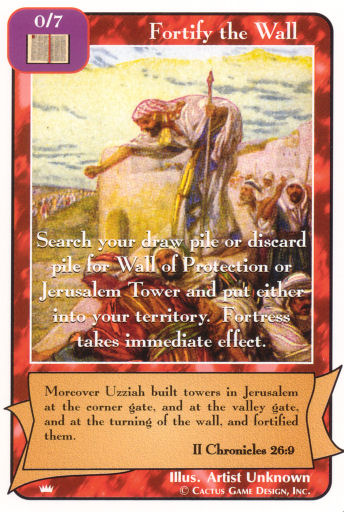 0/7
Fortify the Wall
Search your draw pile or discard
pile for Wall of Protection or
Jerusalem Tower and put either
into your territory. Fortress
takes immediate effect.
Moreover Uzziah built towers in Jerusalem
at the corner gate, and at the valley gate,
and at the turning of the wall, and fortified
them.
II Chronicles 26:9
Illus. Artist Unknown
© Cactus Game Design, Inc.